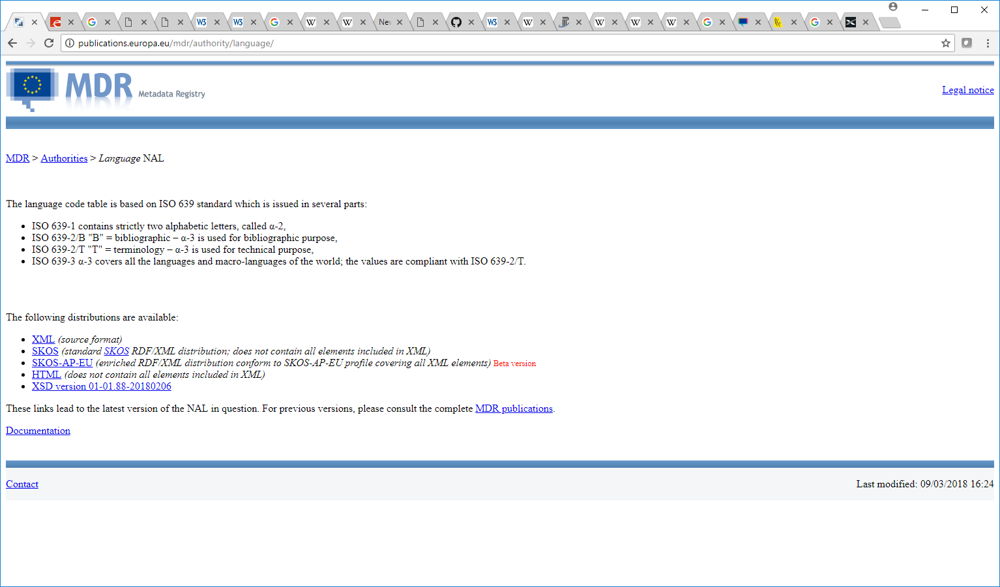 New
publications.europa.eu/mdr/authority/language/
MDR Metadata Registry
Legal notice
MDR > Authorities > Language NAL
The language code table is based on ISO 639 standard which is issued in several parts:
• ISO 639-1 contains strictly two alphabetic letters, called α-2,
• ISO 639-2/B "B" = bibliographic – α-3 is used for bibliographic purpose,
• ISO 639-2/T "T" = terminology – α-3 is used for technical purpose,
• ISO 639-3 α-3 covers all the languages and macro-languages of the world; the values are compliant with ISO 639-2/T.
The following distributions are available:
• XML (source format)
• SKOS (standard SKOS RDF/XML distribution; does not contain all elements included in XML)
• SKOS-AP-EU (enriched RDF/XML distribution conform to SKOS-AP-EU profile covering all XML elements) Beta version
• HTML (does not contain all elements included in XML)
• XSD version 01-01.88-20180206
These links lead to the latest version of the NAL in question. For previous versions, please consult the complete MDR publications.
Documentation
Contact
Last modified: 09/03/2018 16:24